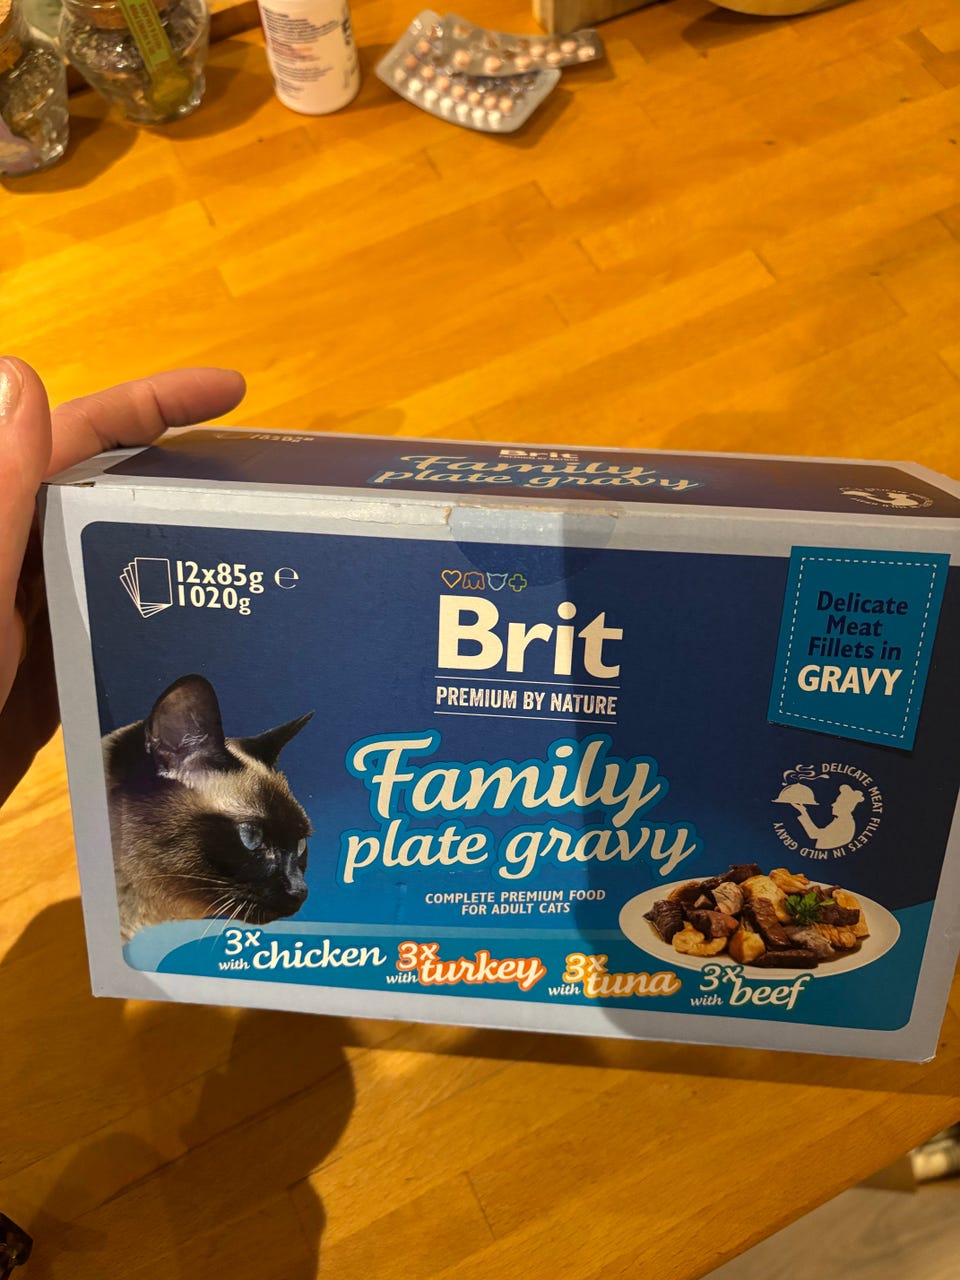 Brit
Family
plate gravy
12x85g e
1020g
Brit
PREMIUM BY NATURE
Delicate
Meat
Fillets in
GRAVY
Family
plate gravy
DELICATE MEAT FILLETS IN MILD GRAVY
COMPLETE PREMIUM FOOD
FOR ADULT CATS
3x with chicken
3x with turkey
3x with tuna
3x with beef